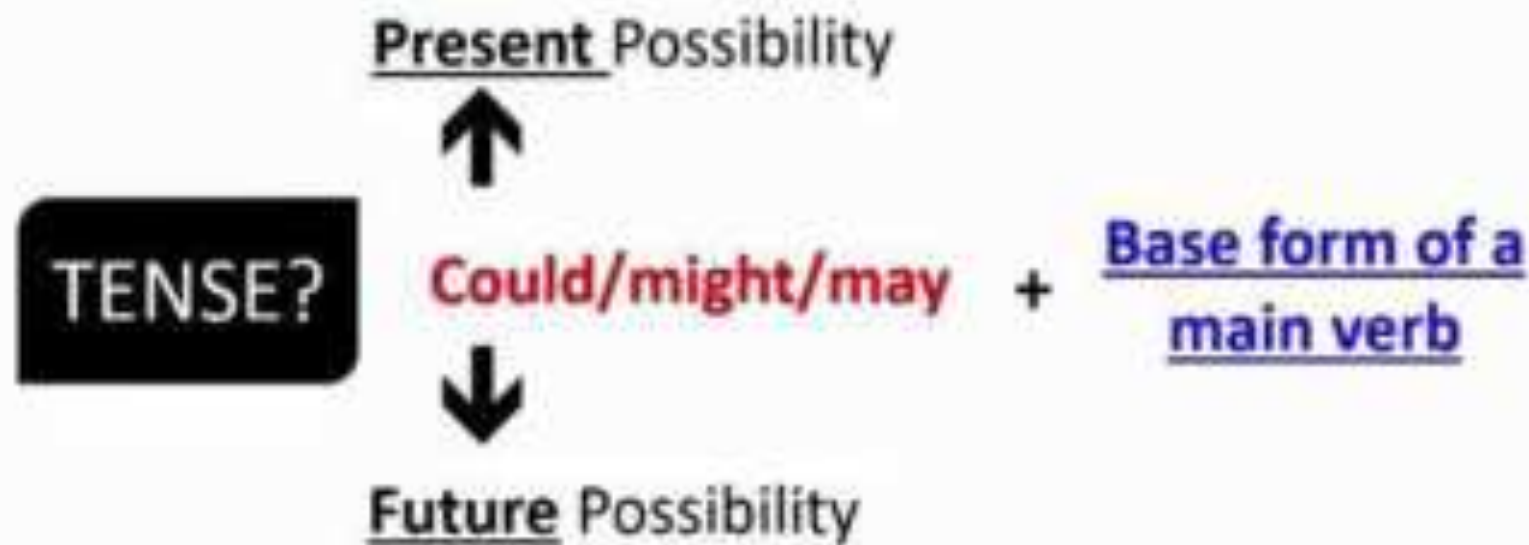 Present Possibility
TENSE?
Could/might/may + Base form of a
main verb
Future Possibility